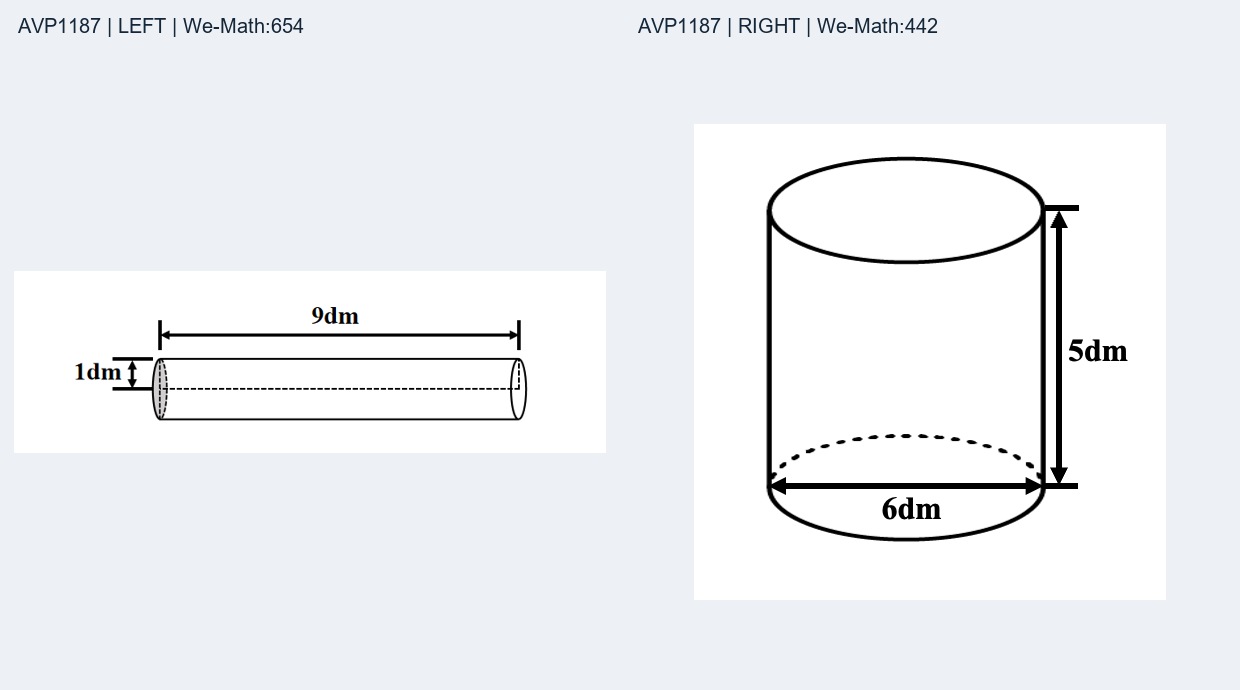 AVP1187 | LEFT | We-Math:654
AVP1187 | RIGHT | We-Math:442
9dm
1dm
5dm
6dm